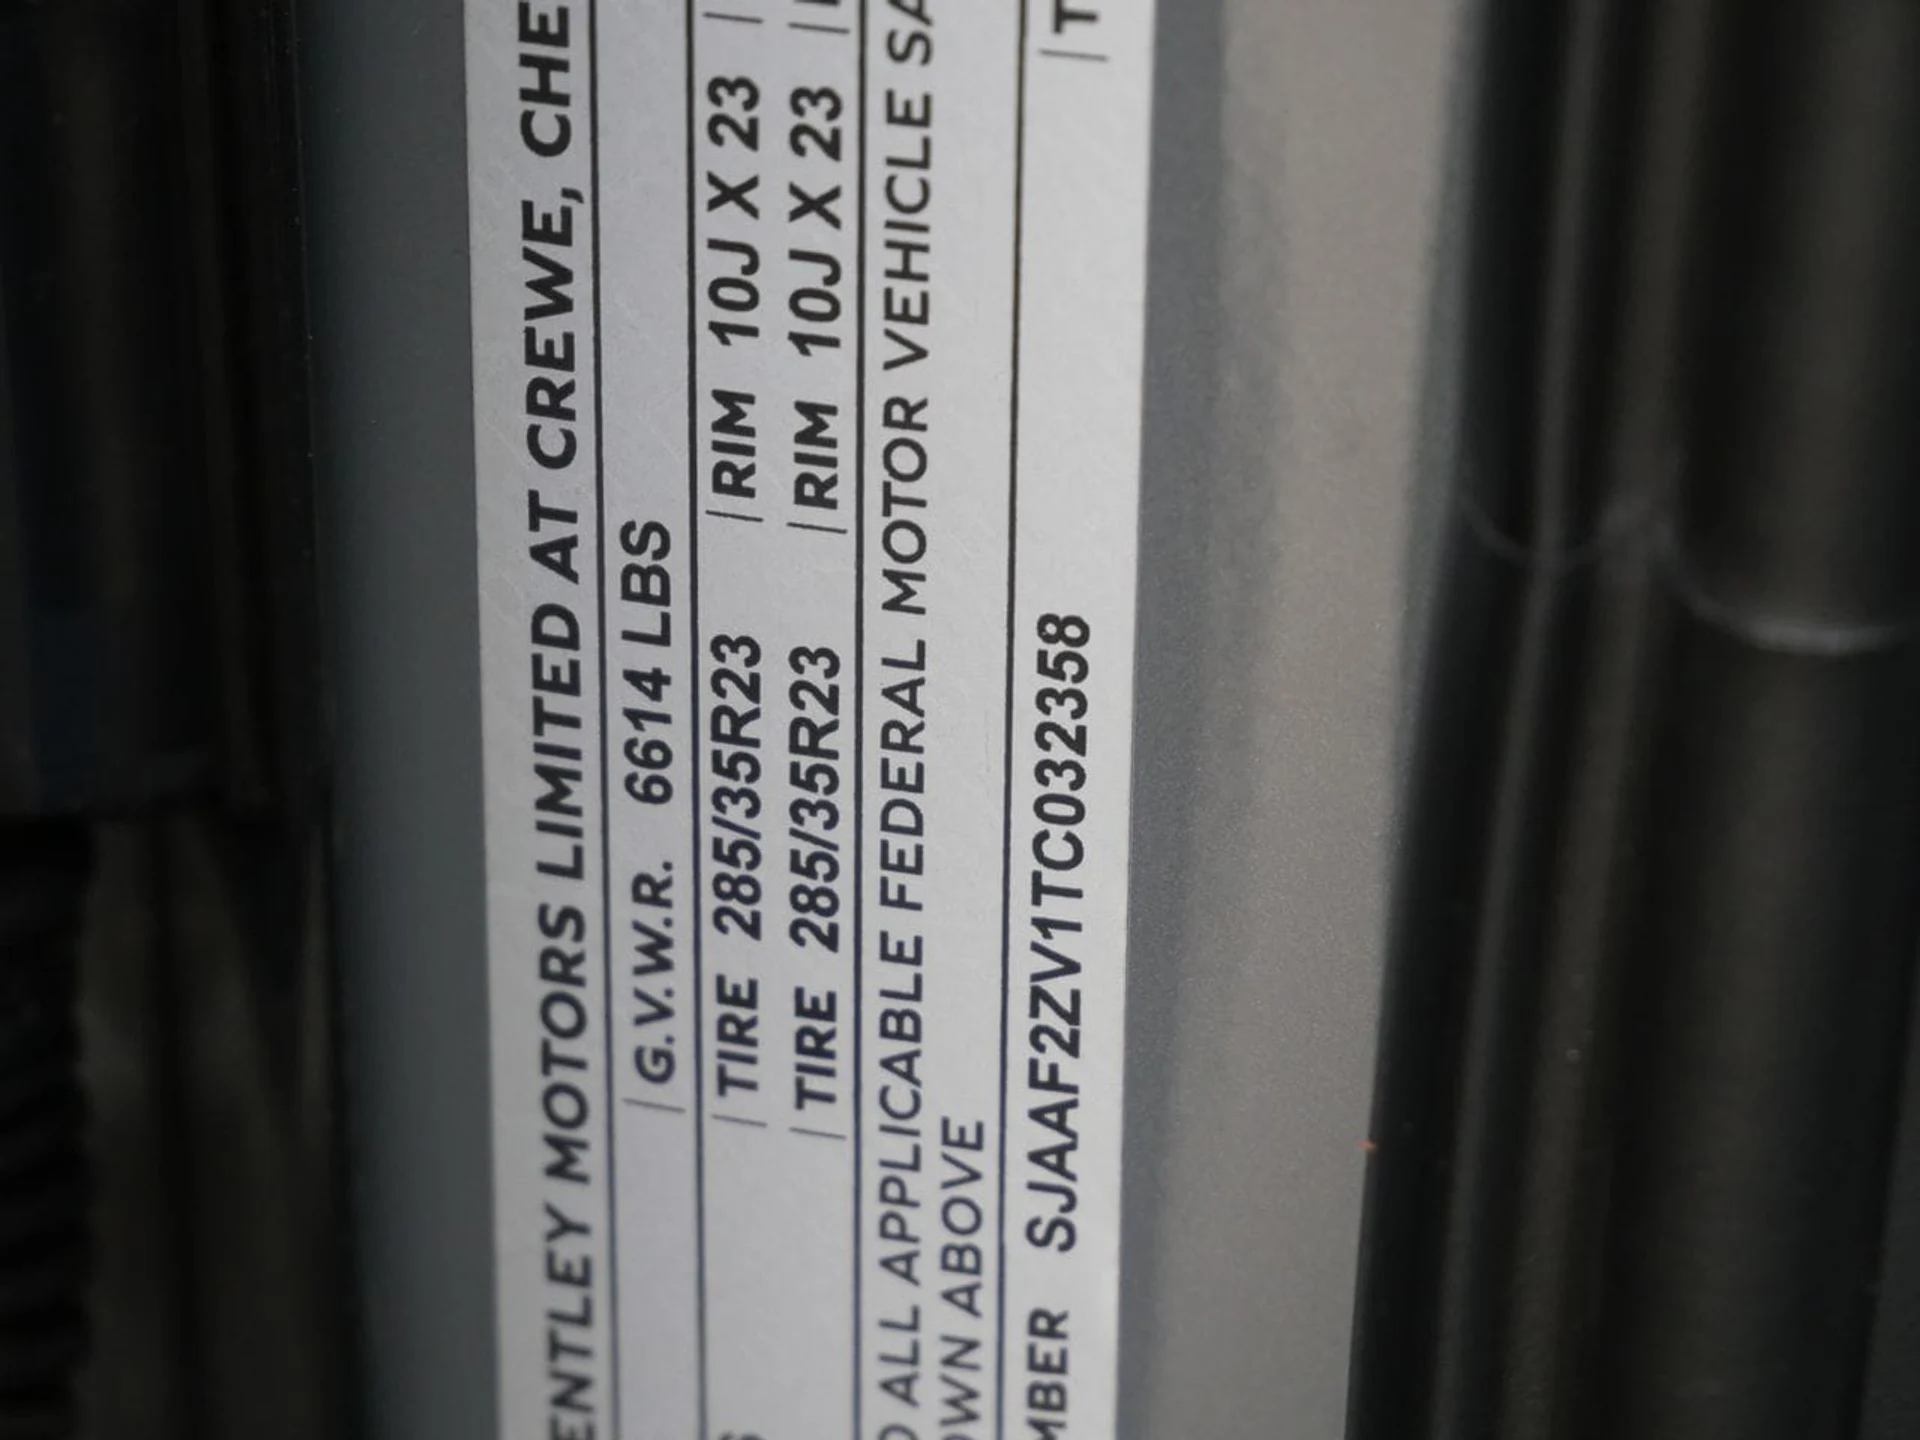 ENTLEY MOTORS LIMITED AT CREWE, CHE
G.V.W.R. 6614 LBS
TIRE 285/35R23 RIM 10J X 23
TIRE 285/35R23 RIM 10J X 23
ALL APPLICABLE FEDERAL MOTOR VEHICLE SA
OWN ABOVE
MBER SJAAF2ZV1TC032358 T